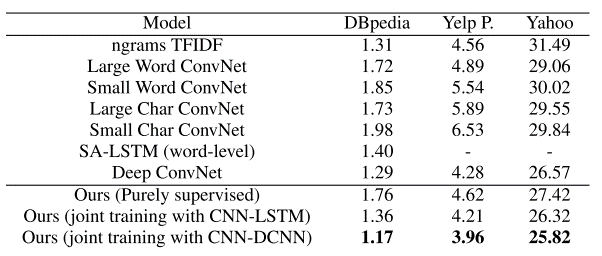 Model DBpedia Yelp P. Yahoo
ngrams TFIDF 1.31 4.56 31.49
Large Word ConvNet 1.72 4.89 29.06
Small Word ConvNet 1.85 5.54 30.02
Large Char ConvNet 1.73 5.89 29.55
Small Char ConvNet 1.98 6.53 29.84
SA-LSTM (word-level) 1.40 - -
Deep ConvNet 1.29 4.28 26.57
Ours (Purely supervised) 1.76 4.62 27.42
Ours (joint training with CNN-LSTM) 1.36 4.21 26.32
Ours (joint training with CNN-DCNN) 1.17 3.96 25.82